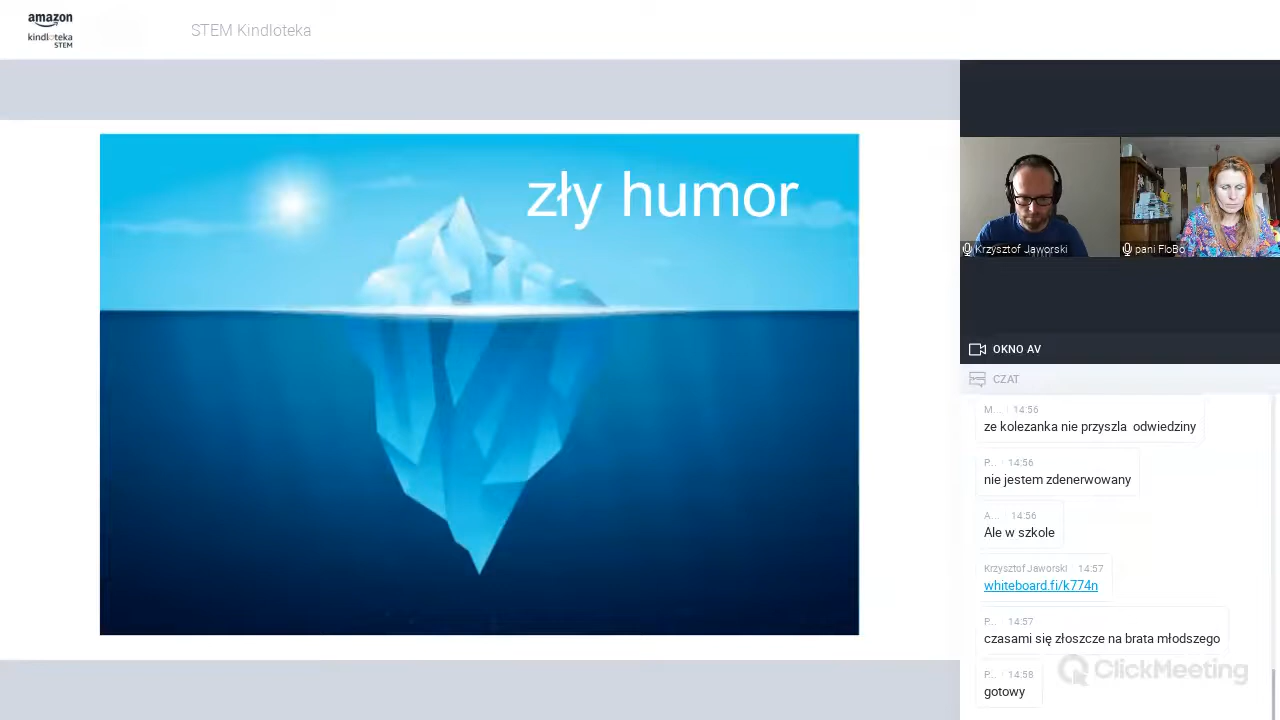 amazon
kindloteka
STEM
STEM Kindloteka
zły humor
Krzysztof Jaworski
pani FloBo
OKNO AV
CZAT
M... 14:56
ze kolezanka nie przyszla odwiedziny
P... 14:56
nie jestem zdenerwowany
A... 14:56
Ale w szkole
Krzysztof Jaworski 14:57
whiteboard.fi/k774n
P... 14:57
czasami się złoszcze na brata młodszego
ClickMeeting
P... 14:58
gotowy